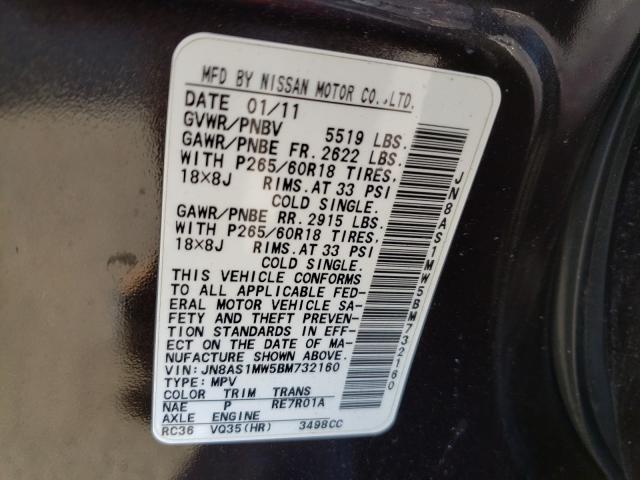 MFD BY NISSAN MOTOR CO.,LTD.
DATE 01/11
GVWR/PNBV 5519 LBS.
GAWR/PNBE FR. 2622 LBS.
WITH P265/60R18 TIRES,
18×8J RIMS.AT 33 PSI
COLD SINGLE.
GAWR/PNBE RR. 2915 LBS.
WITH P265/60R18 TIRES,
18×8J RIMS.AT 33 PSI
COLD SINGLE.
THIS VEHICLE CONFORMS
TO ALL APPLICABLE FED-
ERAL MOTOR VEHICLE SA-
FETY AND THEFT PREVEN-
TION STANDARDS IN EFF-
ECT ON THE DATE OF MA-
NUFACTURE SHOWN ABOVE.
VIN:JN8AS1MW5BM732160
TYPE: MPV
COLOR TRIM TRANS
NAE P RE7R01A
AXLE ENGINE
RC36 VQ35(HR) 3498CC
JN8AS1MW5BM732160